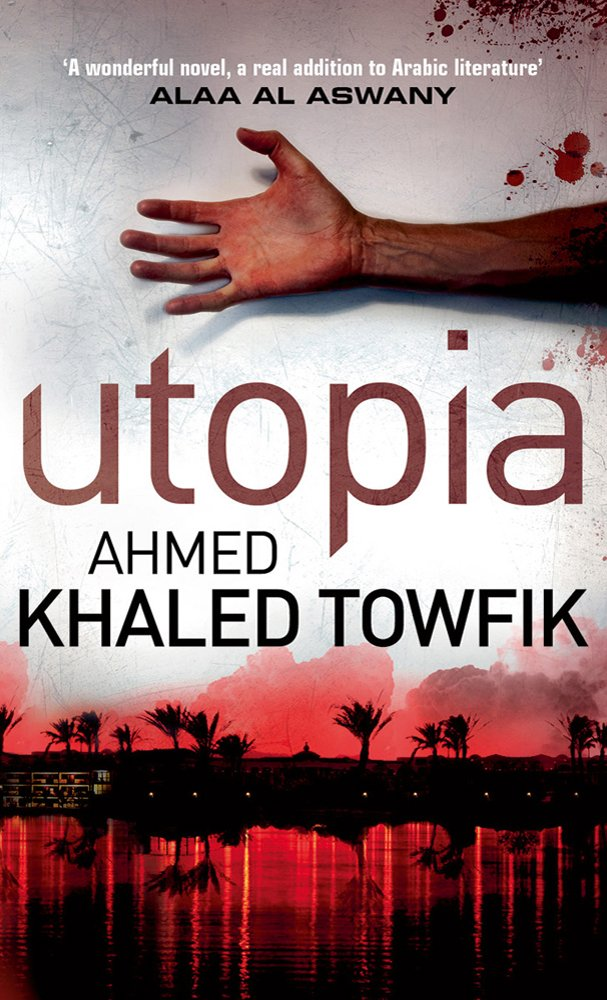 ‘A wonderful novel, a real addition to Arabic literature’
ALAA AL ASWANY
utopia
AHMED
KHALED TOWFIK